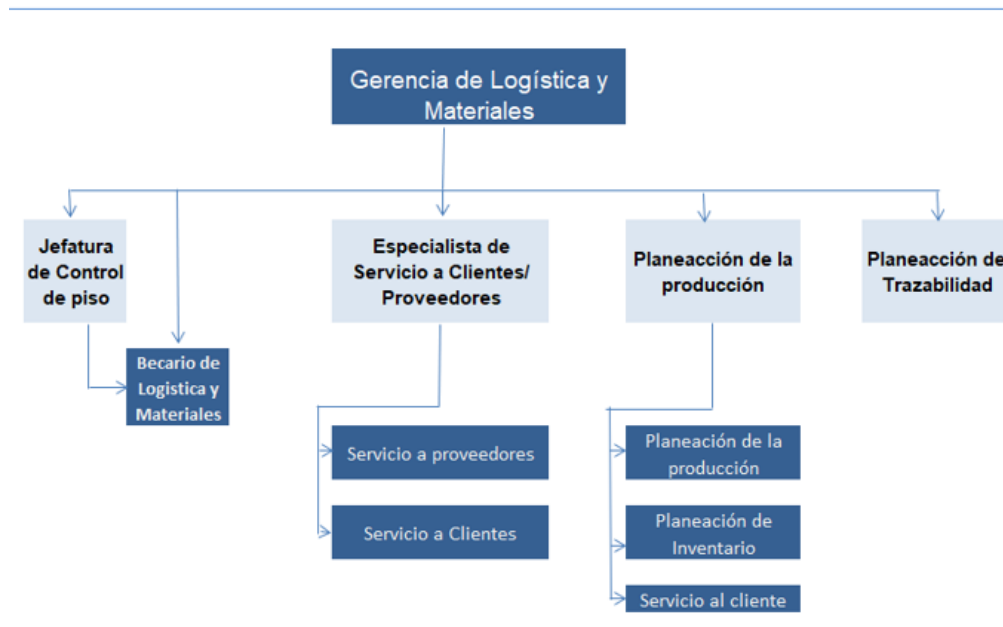 Gerencia de Logística y
Materiales
Jefatura
de Control
de piso
Especialista de
Servicio a Clientes/
Proveedores
Planeacción de la
producción
Planeacción de
Trazabilidad
Becario de
Logistica y
Materiales
Servicio a proveedores
Servicio a Clientes
Planeación de la
producción
Planeación de
Inventario
Servicio al cliente